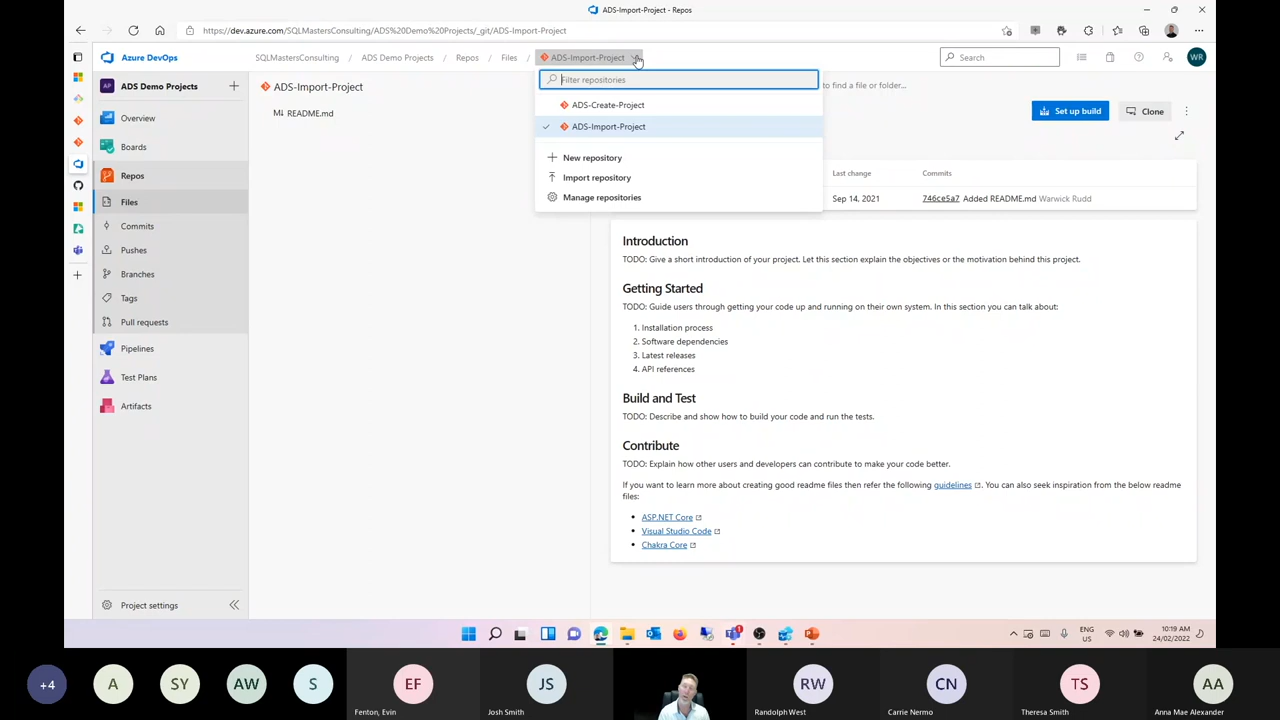 ADS-Import-Project - Repos
https://dev.azure.com/SQLMastersConsulting/ADS%20Demo%20Projects/_git/ADS-Import-Project
Azure DevOps
SQLMastersConsulting / ADS Demo Projects / Repos / Files / ADS-Import-Project
Search
WR
AP ADS Demo Projects
Overview
Boards
Repos
Files
Commits
Pushes
Branches
Tags
Pull requests
Pipelines
Test Plans
Artifacts
Project settings
ADS-Import-Project
M↓ README.md
Filter repositories
ADS-Create-Project
ADS-Import-Project
New repository
Import repository
Manage repositories
to find a file or folder...
Set up build
Clone
Last change Commits
Sep 14, 2021 746ce5a7 Added README.md Warwick Rudd
Introduction
TODO: Give a short introduction of your project. Let this section explain the objectives or the motivation behind this project.
Getting Started
TODO: Guide users through getting your code up and running on their own system. In this section you can talk about:
1. Installation process
2. Software dependencies
3. Latest releases
4. API references
Build and Test
TODO: Describe and show how to build your code and run the tests.
Contribute
TODO: Explain how other users and developers can contribute to make your code better.
If you want to learn more about creating good readme files then refer the following guidelines. You can also seek inspiration from the below readme
files:
• ASP.NET Core
• Visual Studio Code
• Chakra Core
1
ENG
US
10:19 AM
24/02/2022
+4
A
SY
AW
S
EF
Fenton, Evin
JS
Josh Smith
RW
Randolph West
CN
Carrie Nermo
TS
Theresa Smith
AA
Anna Mae Alexander